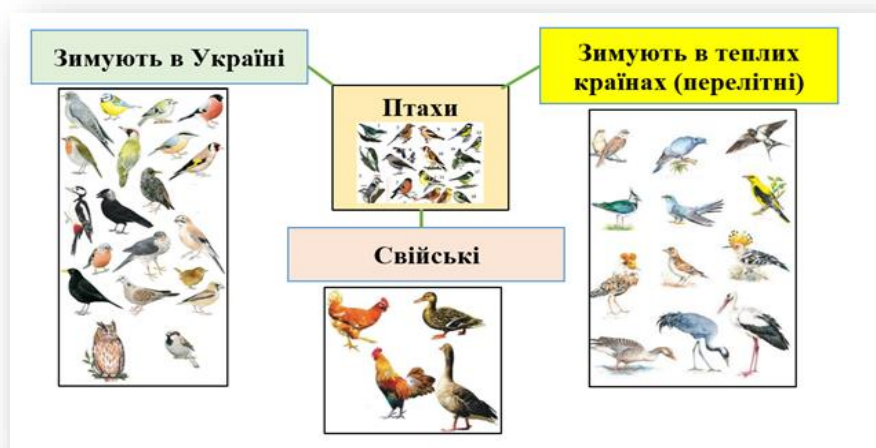 Зимують в Україні
Зимують в теплих
країнах (перелітні)
Птахи
Свійські